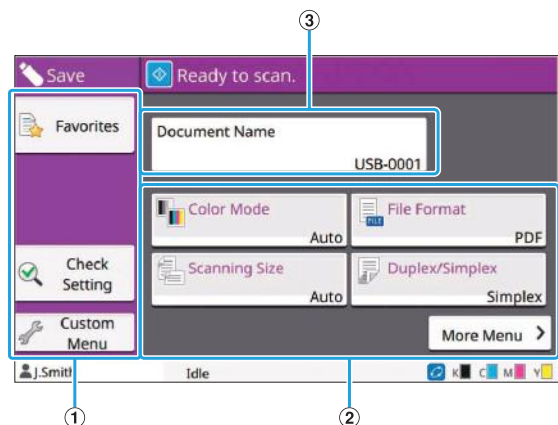 ③
Save
Ready to scan.
Favorites
Document Name
USB-0001
Color Mode
Auto
File Format
FILE
PDF
Check
Setting
Scanning Size
Auto
Duplex/Simplex
Simplex
Custom
Menu
More Menu >
J.Smith
Idle
K C M Y
① ②